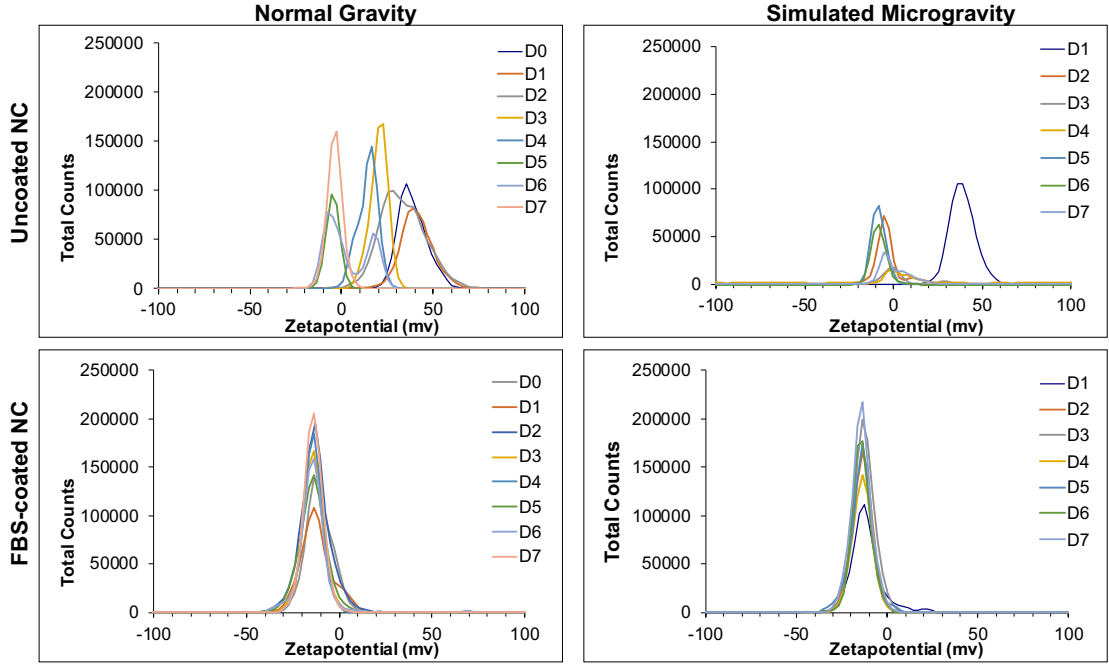 Normal Gravity
Simulated Microgravity
Uncoated NC
Total Counts
250000
200000
150000
100000
50000
0
-100
-50
0
50
100
Zetapotential (mv)
D0
D1
D2
D3
D4
D5
D6
D7
Total Counts
250000
200000
150000
100000
50000
0
-100
-50
0
50
100
Zetapotential (mv)
D1
D2
D3
D4
D5
D6
D7
FBS-coated NC
Total Counts
250000
200000
150000
100000
50000
0
-100
-50
0
50
100
Zetapotential (mv)
D0
D1
D2
D3
D4
D5
D6
D7
Total Counts
250000
200000
150000
100000
50000
0
-100
-50
0
50
100
Zetapotential (mv)
D1
D2
D3
D4
D5
D6
D7